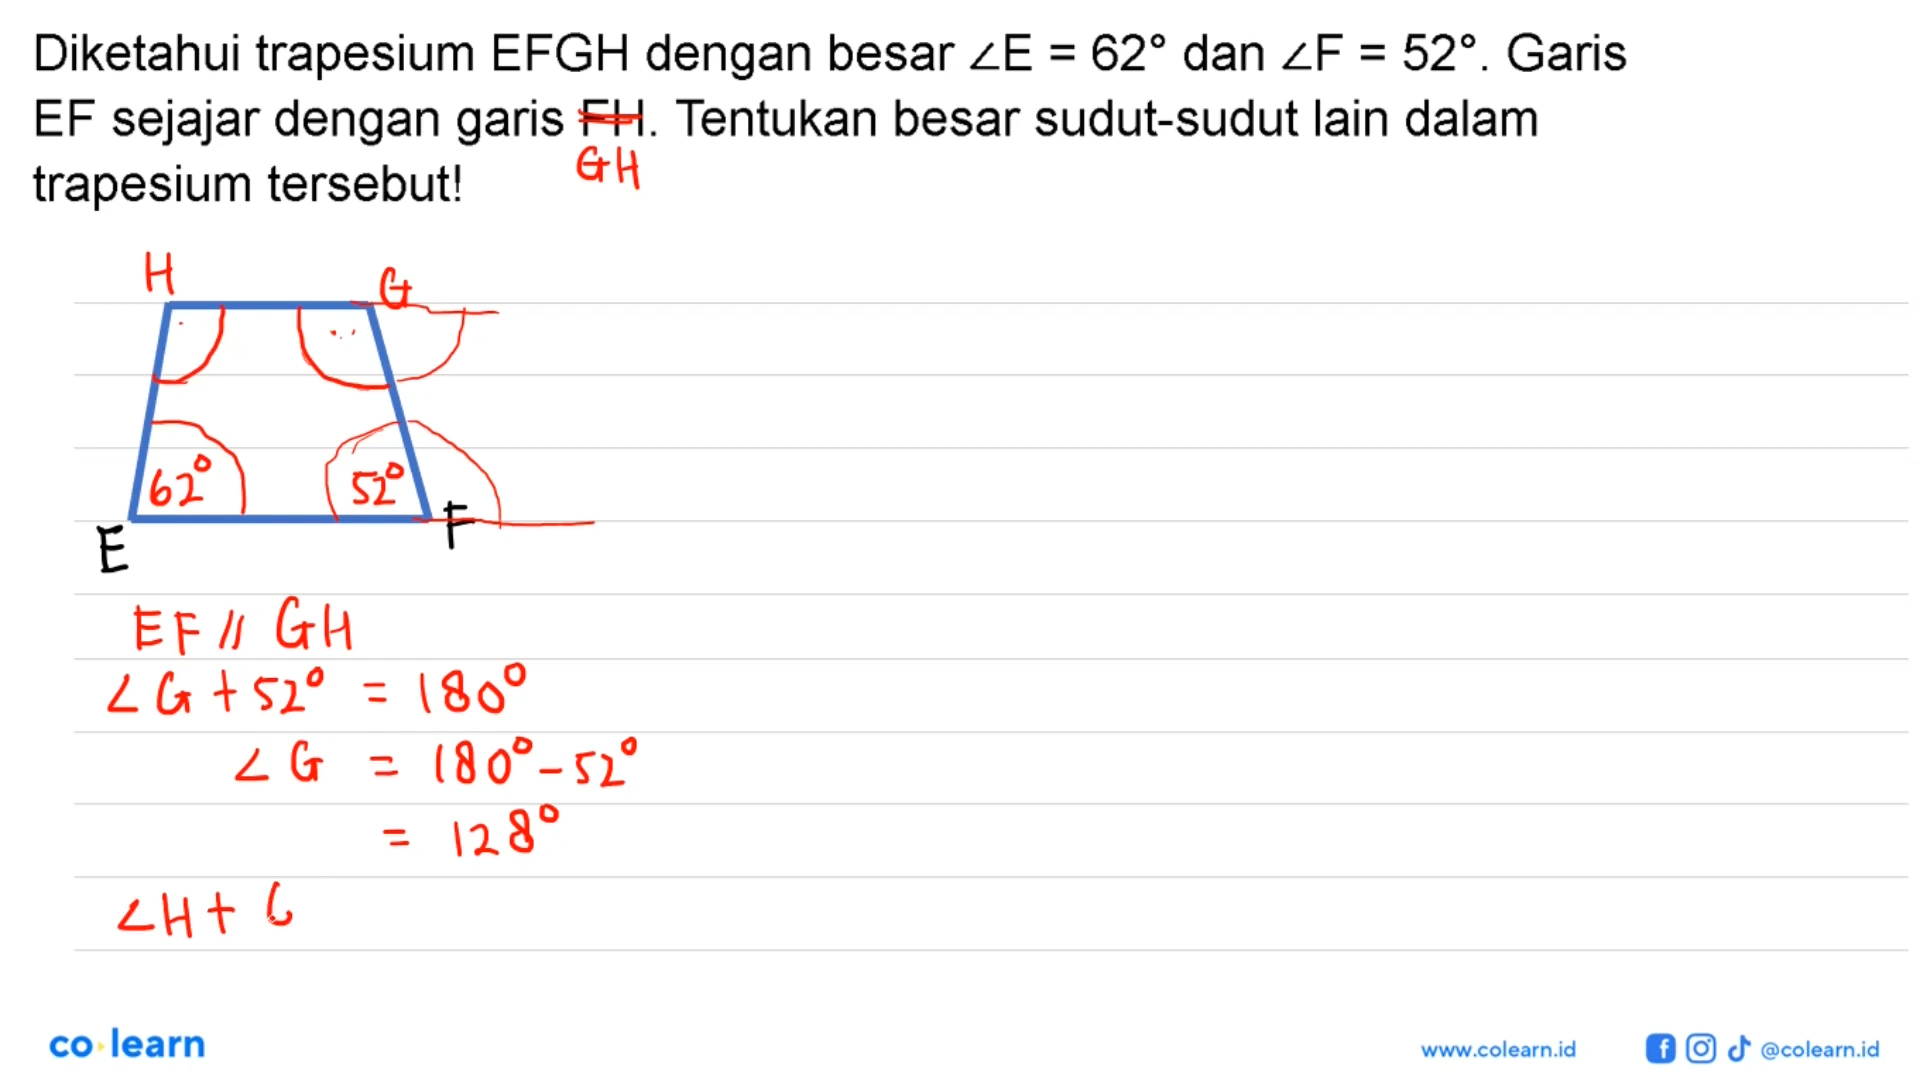 Diketahui trapesium EFGH dengan besar ∠E = 62° dan ∠F = 52°. Garis
EF sejajar dengan garis FH. Tentukan besar sudut-sudut lain dalam
GH
trapesium tersebut!
H
G
62°
52°
E
F
EF // GH
∠G + 52° = 180°
∠G = 180° - 52°
= 128°
∠H + 6
co learn
www.colearn.id
@colearn.id